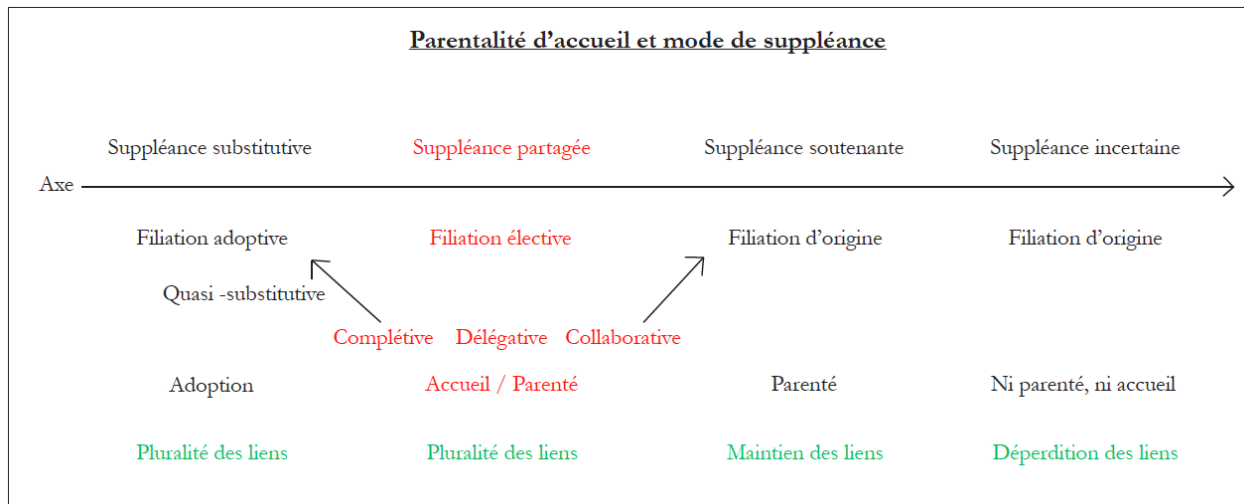 Parentalité d'accueil et mode de suppléance
Suppléance substitutive Suppléance partagée Suppléance soutenante Suppléance incertaine
Axe
Filiation adoptive Filiation élective Filiation d'origine Filiation d'origine
Quasi -substitutive
Complétive Délégative Collaborative
Adoption Accueil / Parenté Parenté Ni parenté, ni accueil
Pluralité des liens Pluralité des liens Maintien des liens Déperdition des liens